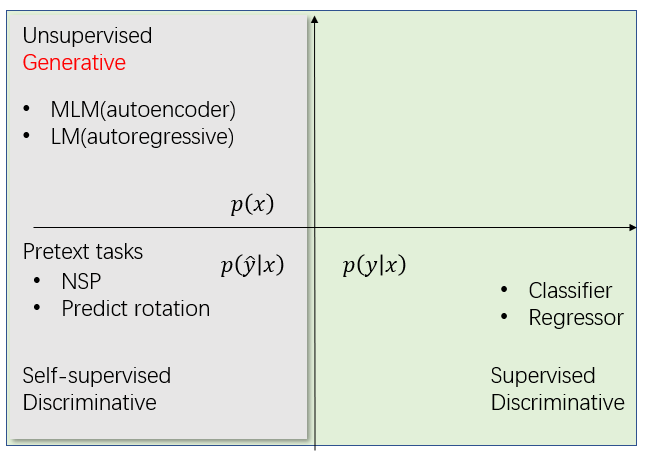 Unsupervised
Generative
• MLM(autoencoder)
• LM(autoregressive)
p(x)
Pretext tasks
• NSP
• Predict rotation
p(ŷ|x)
p(y|x)
• Classifier
• Regressor
Self-supervised
Discriminative
Supervised
Discriminative